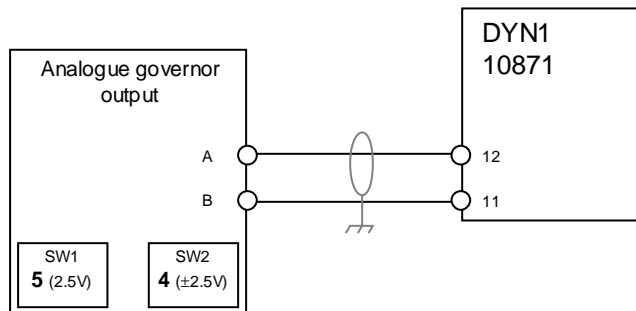 DYN1
10871
Analogue governor
output
A
12
B
11
SW1
5 (2.5V)
SW2
4 (±2.5V)